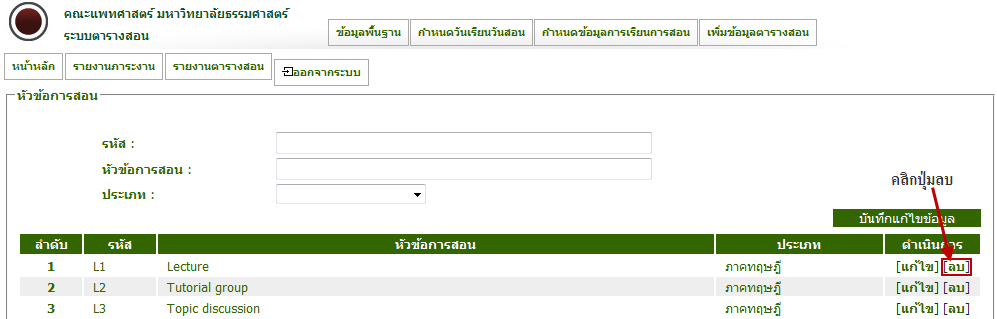 คณะแพทศาสตร์ มหาวิทยาลัยธรรมศาสตร์
ระบบตารางสอน
ข้อมูลพื้นฐาน กำหนดวันเรียนวันสอน กำหนดข้อมูลการเรียนการสอน เพิ่มข้อมูลตารางสอน
หน้าหลัก รายงานภาระงาน รายงานตารางสอน ออกจากระบบ
หัวข้อการสอน
รหัส :
หัวข้อการสอน :
ประเภท :
คลิกปุ่มลบ
บันทึกแก้ไขข้อมูล
ลำดับ รหัส หัวข้อการสอน ประเภท ดำเนินการ
1 L1 Lecture ภาคทฤษฎี [แก้ไข] [ลบ]
2 L2 Tutorial group ภาคทฤษฎี [แก้ไข] [ลบ]
3 L3 Topic discussion ภาคทฤษฎี [แก้ไข] [ลบ]